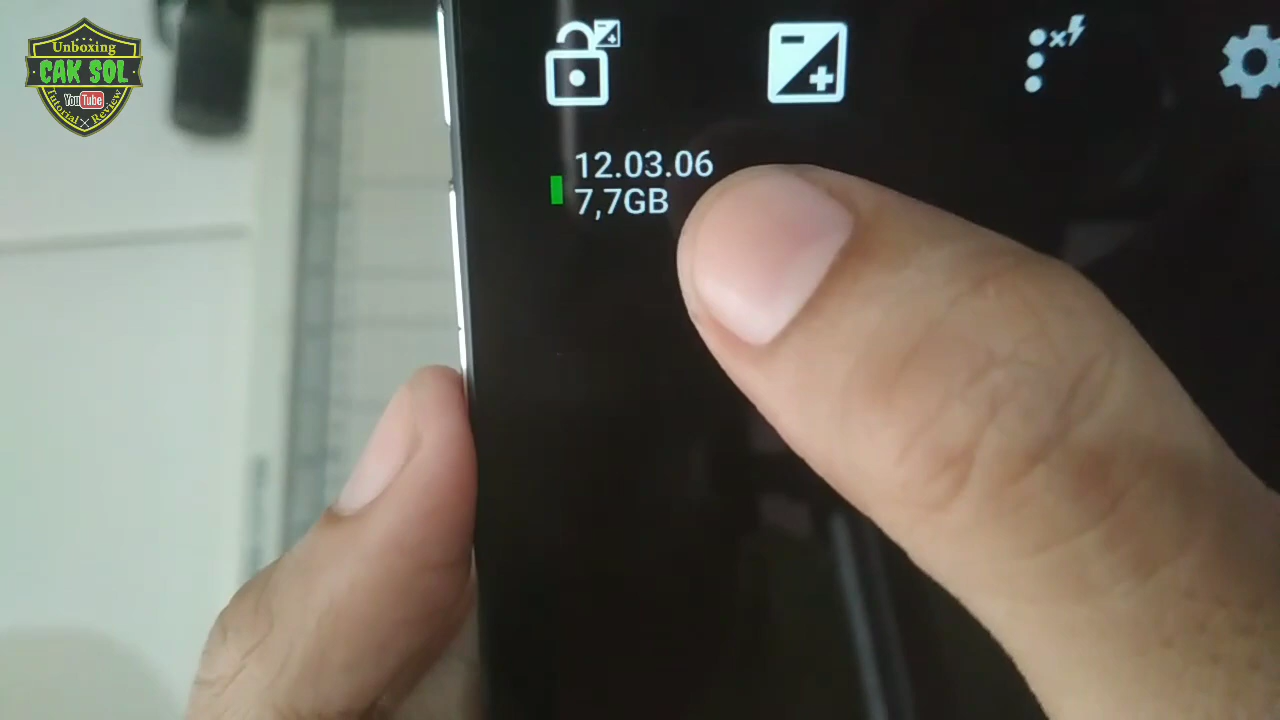 Unboxing
CAK SOL
YouTube
Tutorial X Review
12.03.06
7,7GB